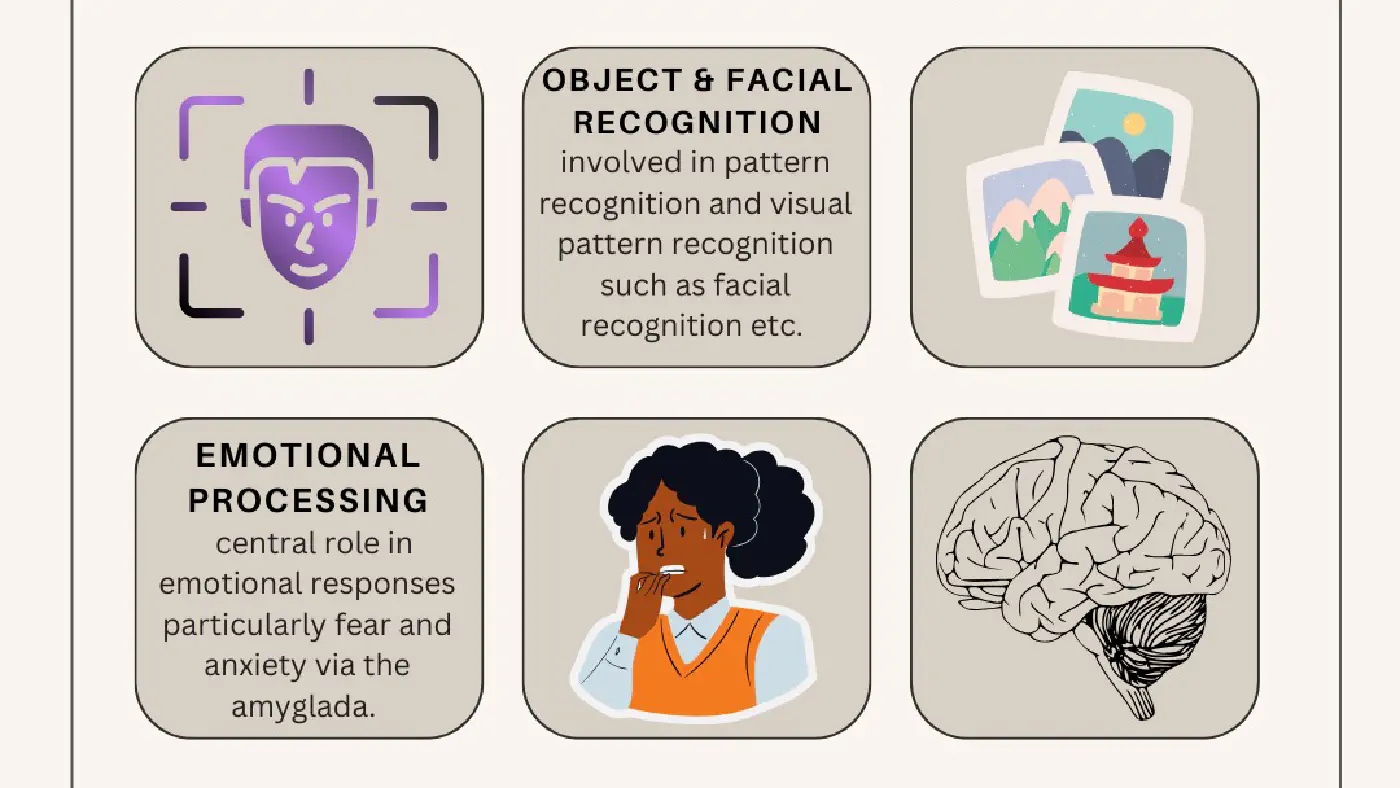 OBJECT & FACIAL
RECOGNITION
involved in pattern
recognition and visual
pattern recognition
such as facial
recognition etc.
EMOTIONAL
PROCESSING
central role in
emotional responses
particularly fear and
anxiety via the
amyglada.